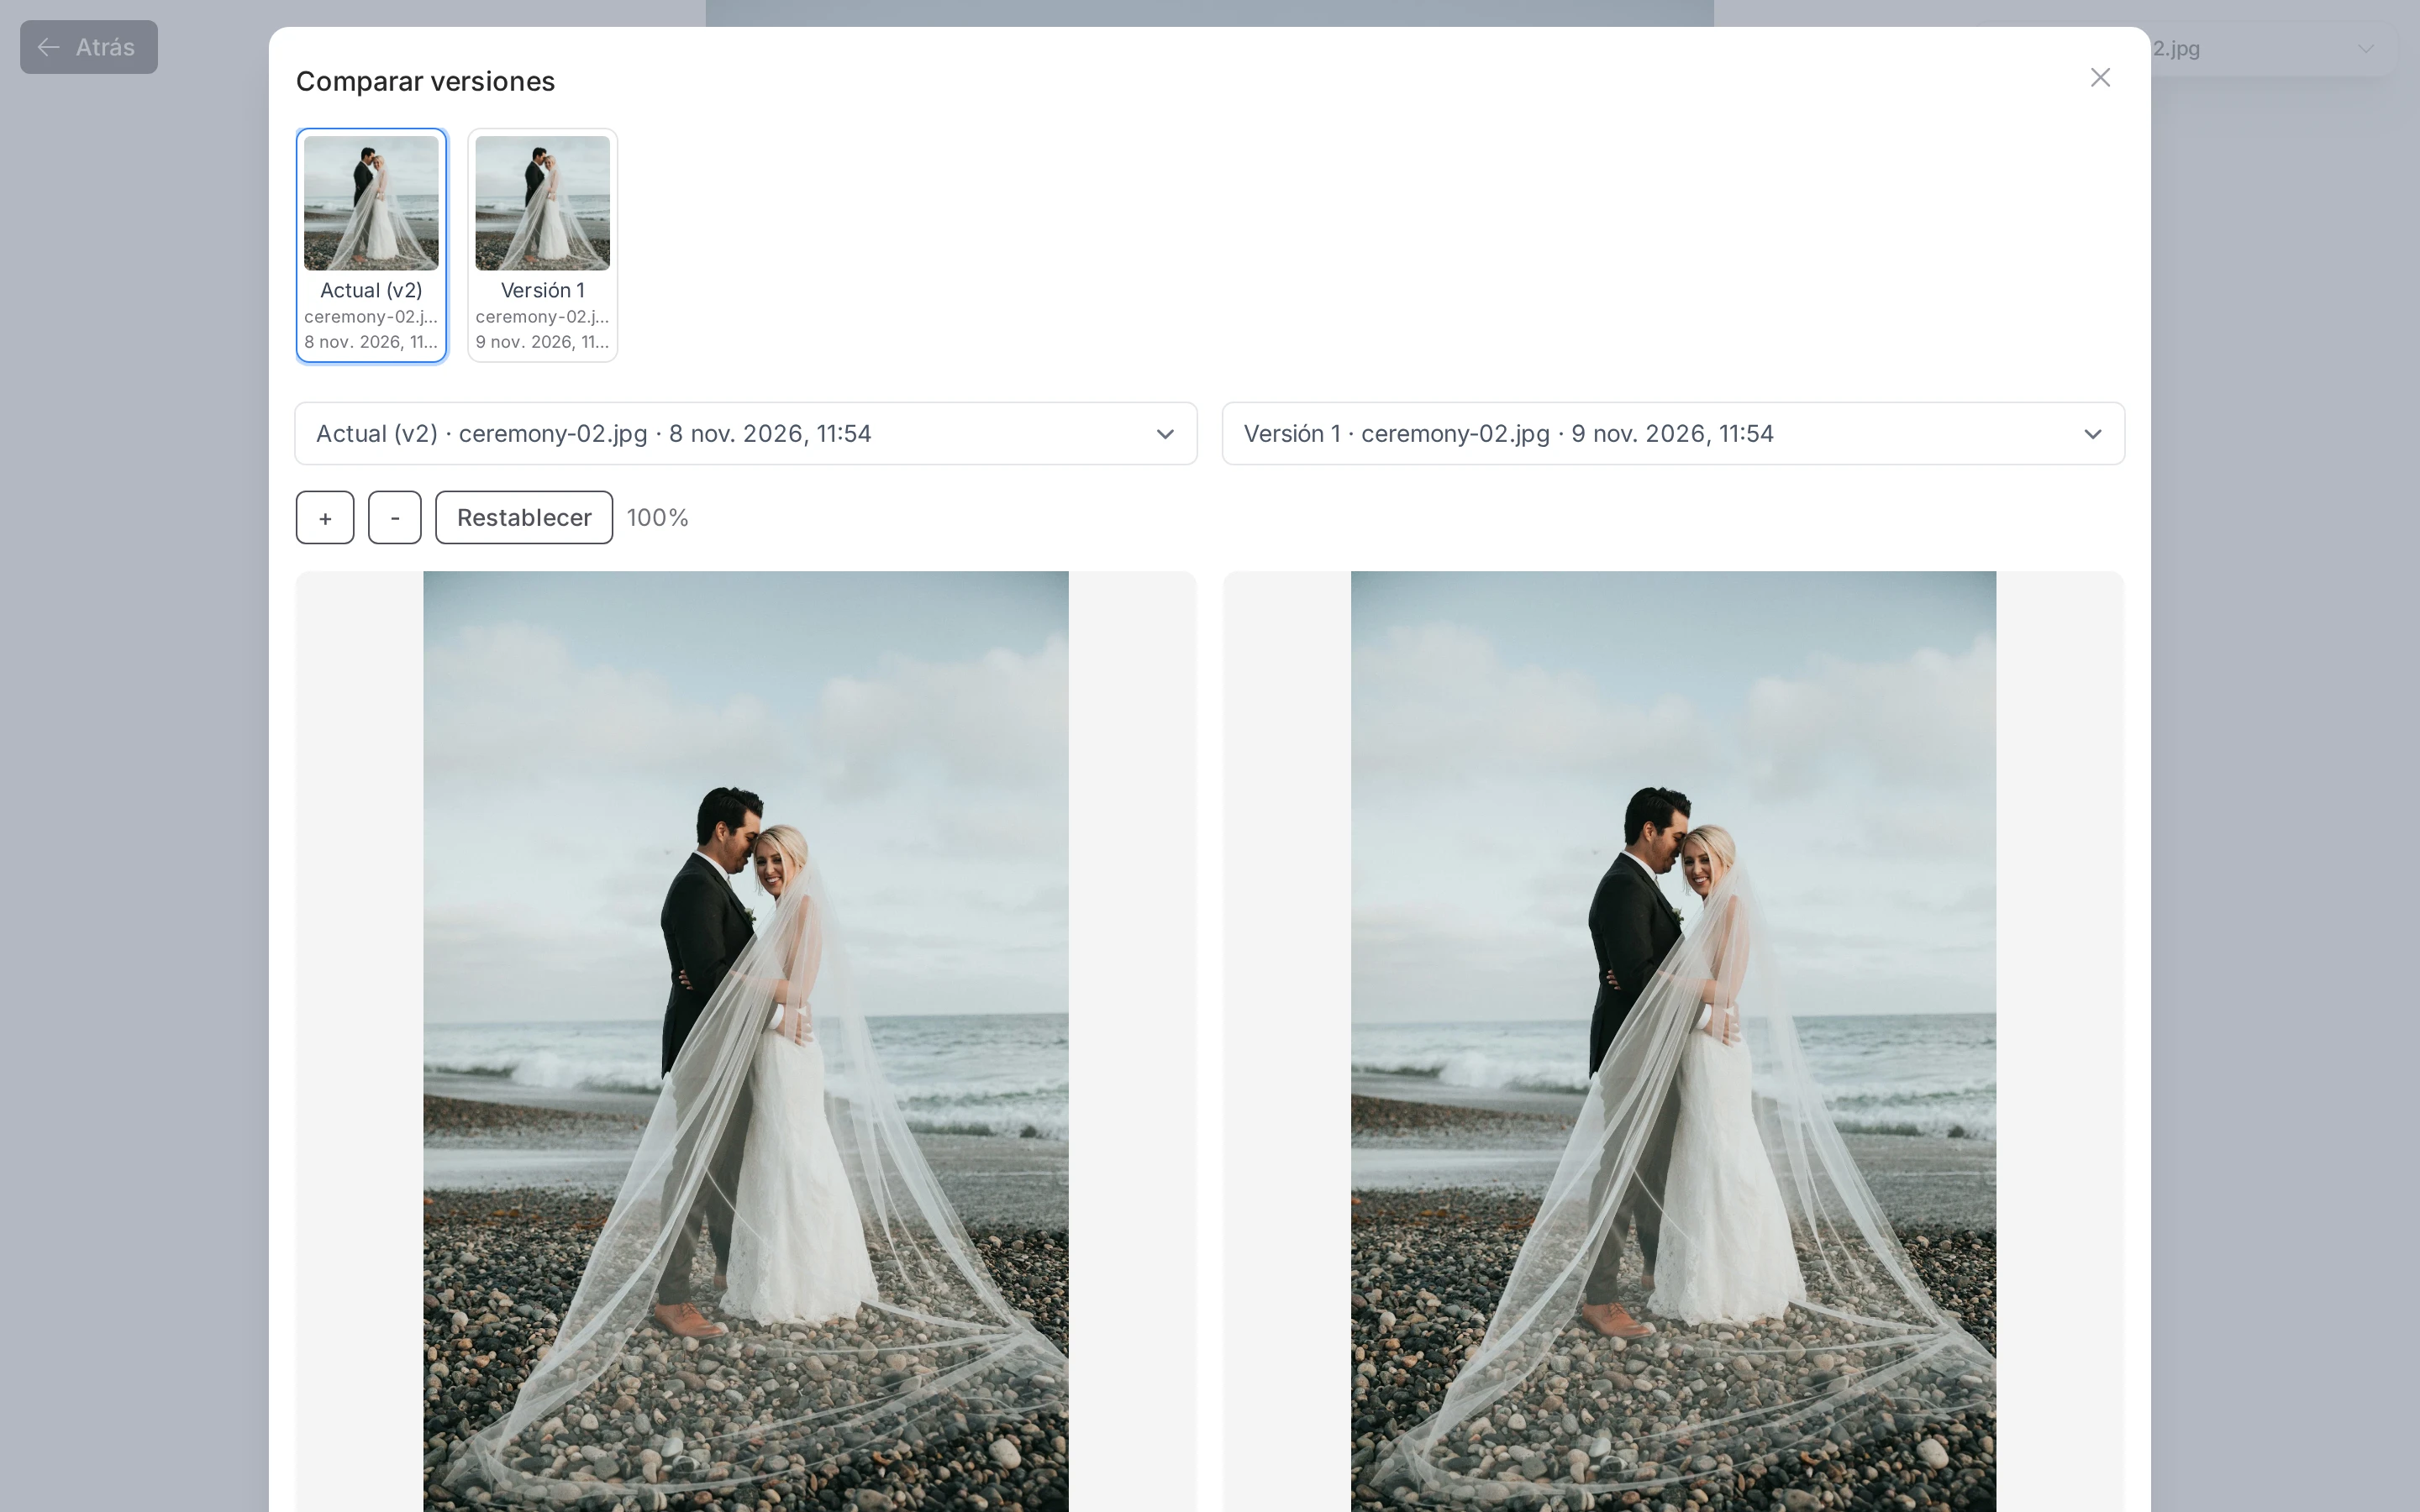 Atrás
2.jpg
Comparar versiones
Actual (v2)
ceremony-02.j...
8 nov. 2026, 11...
Versión 1
ceremony-02.j...
9 nov. 2026, 11...
Actual (v2) · ceremony-02.jpg · 8 nov. 2026, 11:54
Versión 1 · ceremony-02.jpg · 9 nov. 2026, 11:54
+
-
Restablecer
100%